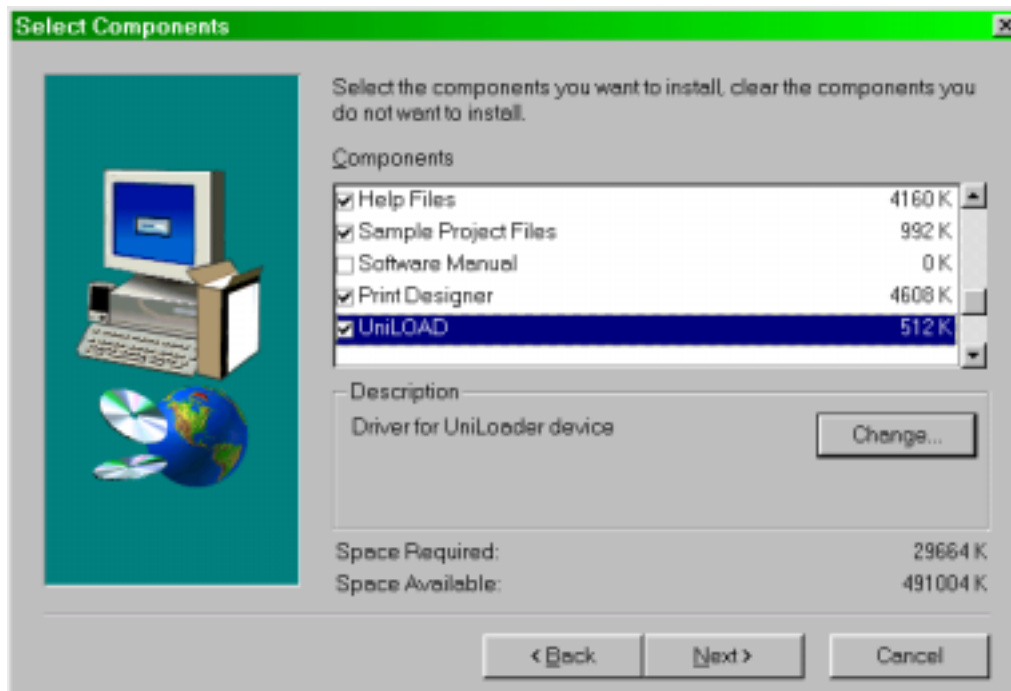 Select Components
Select the components you want to install, clear the components you
do not want to install.
Components
Help Files 4160 K
Sample Project Files 992 K
Software Manual 0 K
Print Designer 4608 K
UniLOAD 512 K
Description
Driver for UniLoader device
Change...
Space Required: 29664 K
Space Available: 491004 K
< Back Next > Cancel